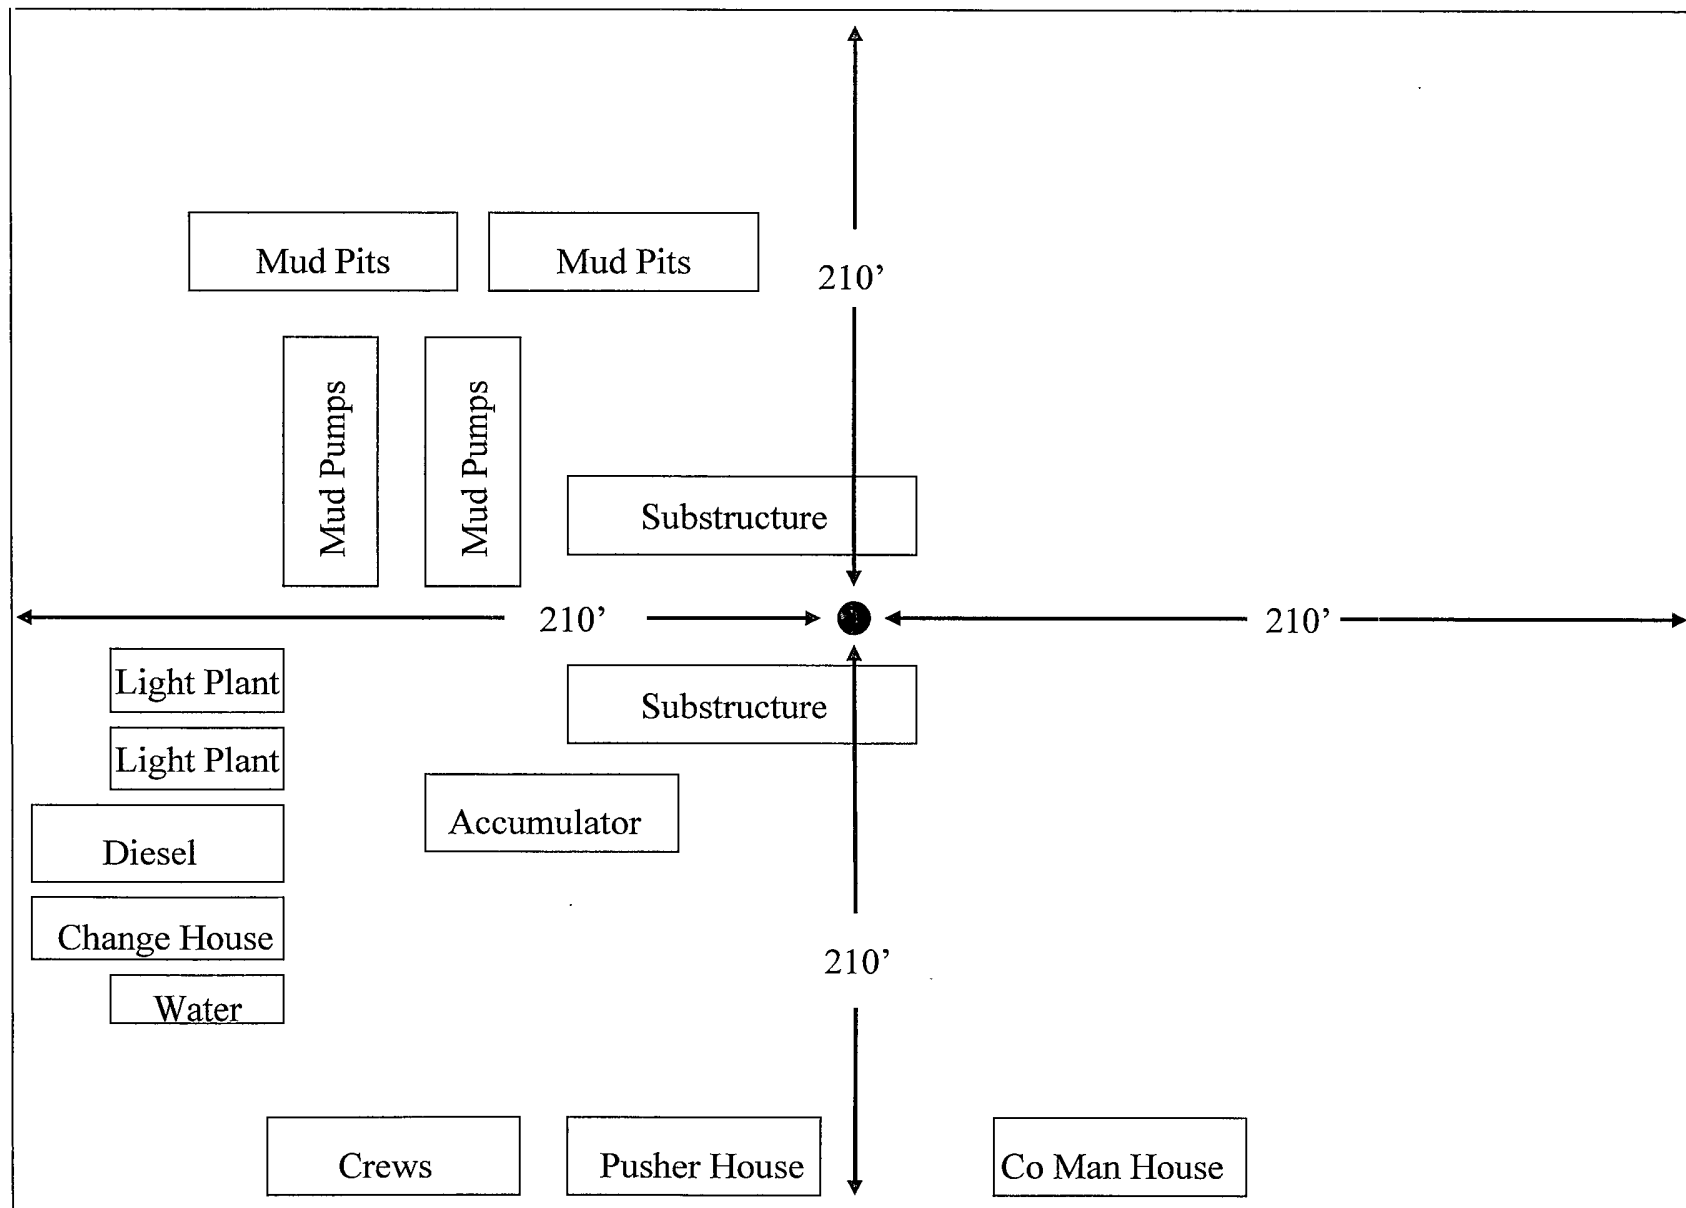 Mud Pits
Mud Pits
210’
Mud Pumps
Mud Pumps
Substructure
210’
210’
Light Plant
Substructure
Light Plant
Accumulator
Diesel
Change House
210’
Water
Crews
Pusher House
Co Man House